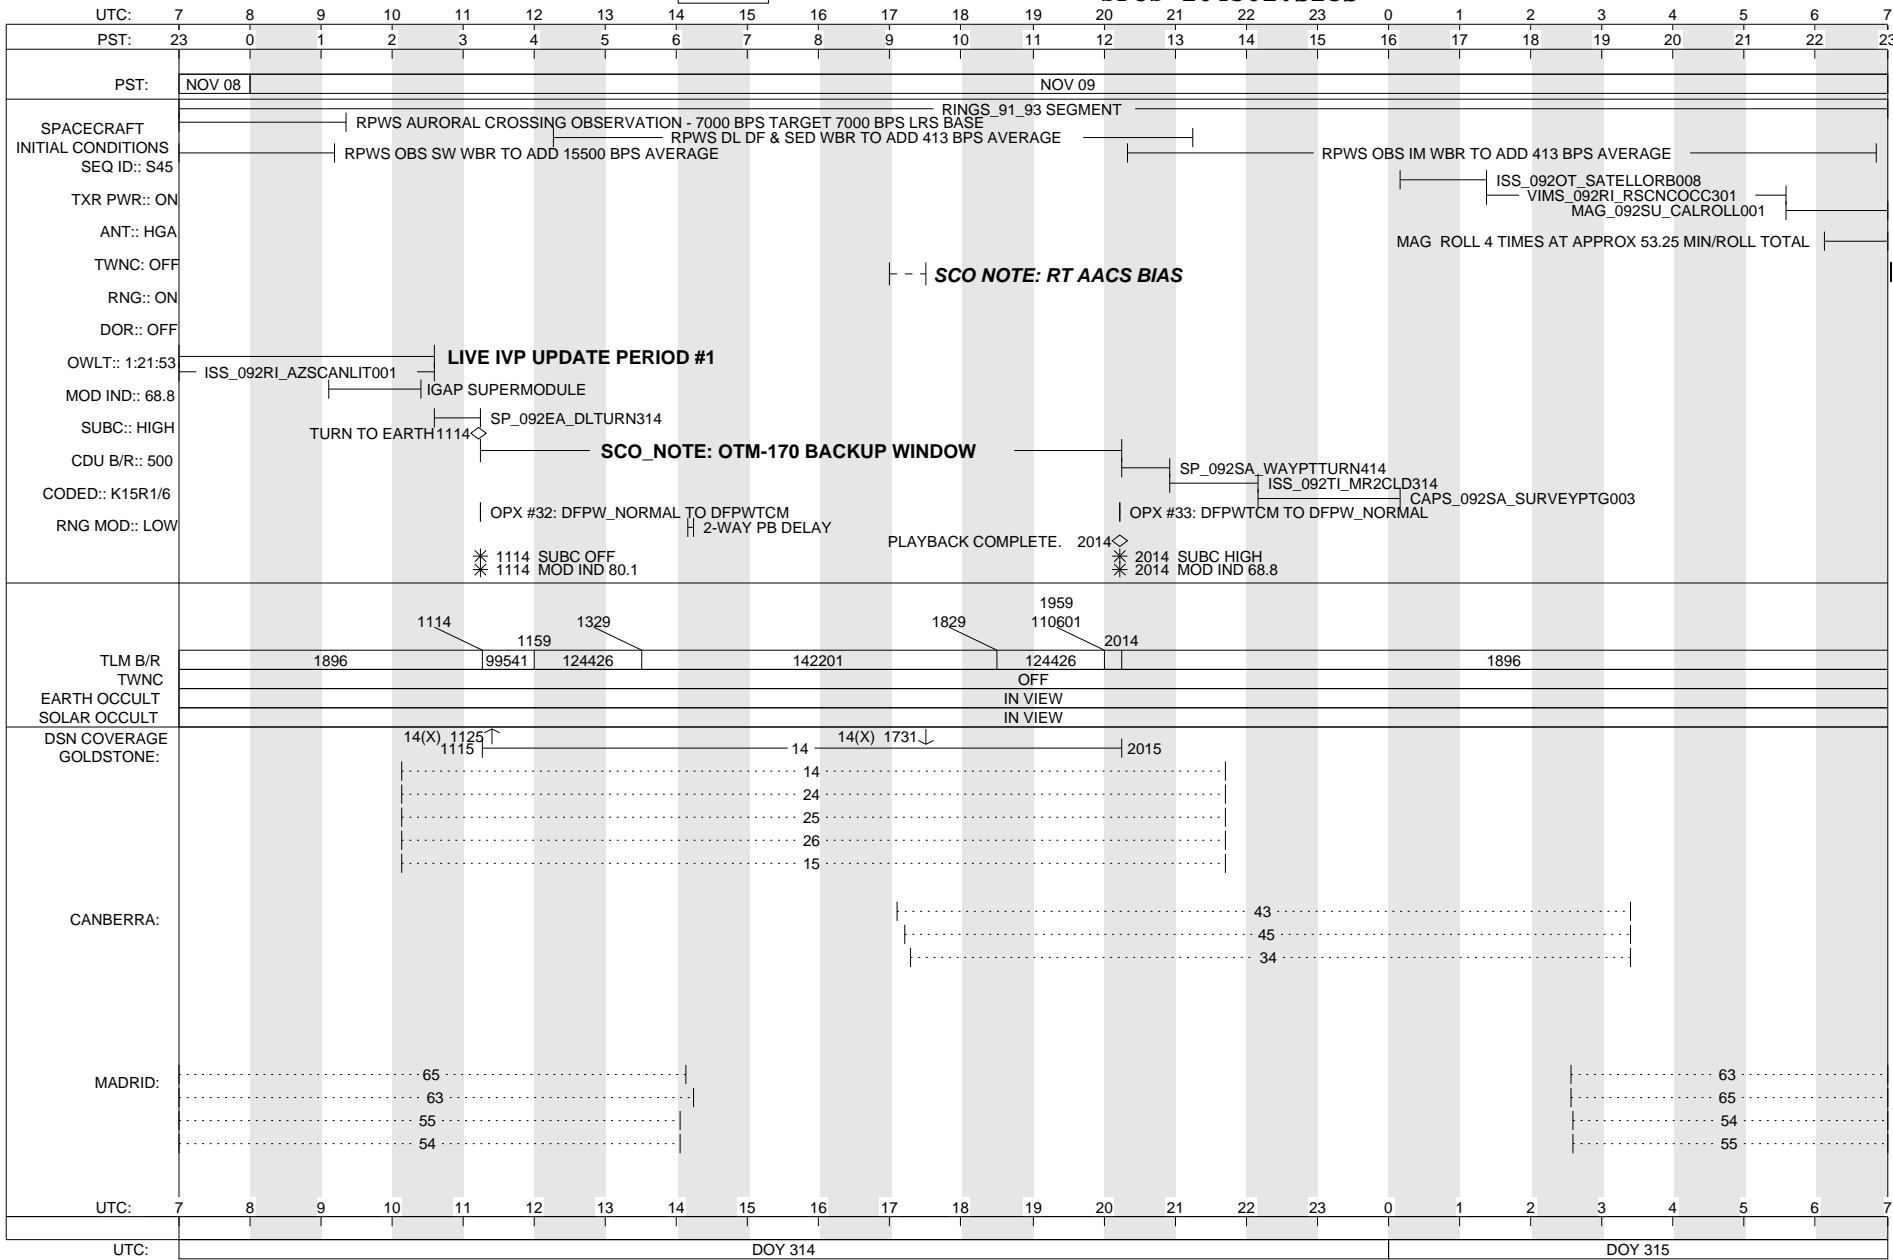 UTC: 7 8 9 10 11 12 13 14 15 16 17 18 19 20 21 22 23 0 1 2 3 4 5 6 7
PST: 23 0 1 2 3 4 5 6 7 8 9 10 11 12 13 14 15 16 17 18 19 20 21 22 23
PST: NOV 08 NOV 09
RINGS_91_93 SEGMENT
RPWS AURORAL CROSSING OBSERVATION - 7000 BPS TARGET 7000 BPS LRS BASE
SPACECRAFT
INITIAL CONDITIONS
RPWS DL DF & SED WBR TO ADD 413 BPS AVERAGE
RPWS OBS SW WBR TO ADD 15500 BPS AVERAGE
RPWS OBS IM WBR TO ADD 413 BPS AVERAGE
SEQ ID:: S45
ISS_092OT_SATELLORB008
VIMS_092RI_RSCNCOCC301
TXR PWR:: ON
MAG_092SU_CALROLL001
ANT:: HGA
MAG ROLL 4 TIMES AT APPROX 53.25 MIN/ROLL TOTAL
TWNC: OFF
SCO NOTE: RT AACS BIAS
RNG:: ON
DOR:: OFF
OWLT:: 1:21:53
LIVE IVP UPDATE PERIOD #1
ISS_092RI_AZSCANLIT001
MOD IND:: 68.8
IGAP SUPERMODULE
SP_092EA_DLTURN314
SUBC:: HIGH
TURN TO EARTH 1114
SCO_NOTE: OTM-170 BACKUP WINDOW
CDU B/R:: 500
SP_092SA_WAYPTTURN414
ISS_092TI_MR2CLD314
CODED:: K15R1/6
CAPS_092SA_SURVEYPTG003
OPX #32: DFPW_NORMAL TO DFPWTCM
OPX #33: DFPWTCM TO DFPW_NORMAL
RNG MOD:: LOW
2-WAY PB DELAY
PLAYBACK COMPLETE. 2014
1114 SUBC OFF
2014 SUBC HIGH
1114 MOD IND 80.1
2014 MOD IND 68.8
1959
1114 1329 1829 110601
1159 2014
TLM B/R 1896 99541 124426 142201 124426 1896
TWNC OFF
EARTH OCCULT IN VIEW
SOLAR OCCULT IN VIEW
DSN COVERAGE 14(X) 1125 14(X) 1731
GOLDSTONE: 1115 14 2015
14
24
25
26
15
CANBERRA: 43
45
34
MADRID: 65 63
63 65
55 54
54 55
UTC: 7 8 9 10 11 12 13 14 15 16 17 18 19 20 21 22 23 0 1 2 3 4 5 6 7
UTC: DOY 314 DOY 315